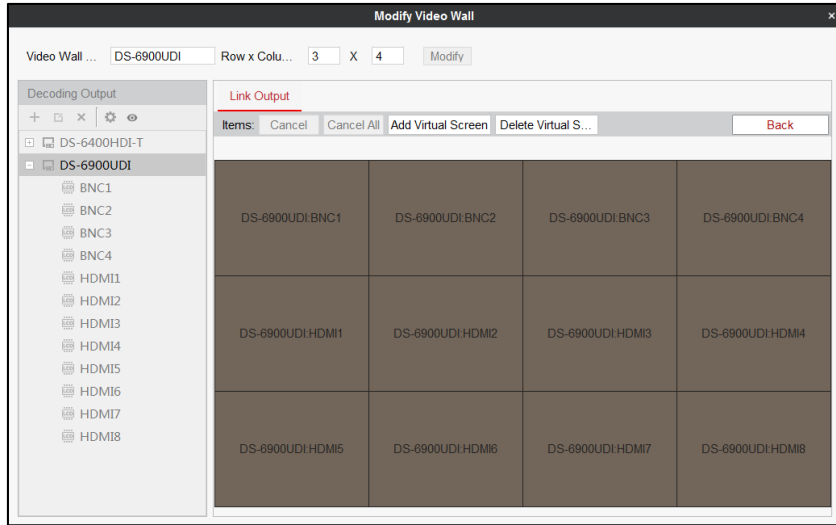 Modify Video Wall ×
Video Wall ... DS-6900UDI Row x Colu... 3 X 4 Modify
Decoding Output
Link Output
Items: Cancel Cancel All Add Virtual Screen Delete Virtual S... Back
DS-6400HDI-T
DS-6900UDI
BNC1
BNC2
BNC3
BNC4
HDMI1
HDMI2
HDMI3
HDMI4
HDMI5
HDMI6
HDMI7
HDMI8
DS-6900UDI:BNC1 DS-6900UDI:BNC2 DS-6900UDI:BNC3 DS-6900UDI:BNC4
DS-6900UDI:HDMI1 DS-6900UDI:HDMI2 DS-6900UDI:HDMI3 DS-6900UDI:HDMI4
DS-6900UDI:HDMI5 DS-6900UDI:HDMI6 DS-6900UDI:HDMI7 DS-6900UDI:HDMI8